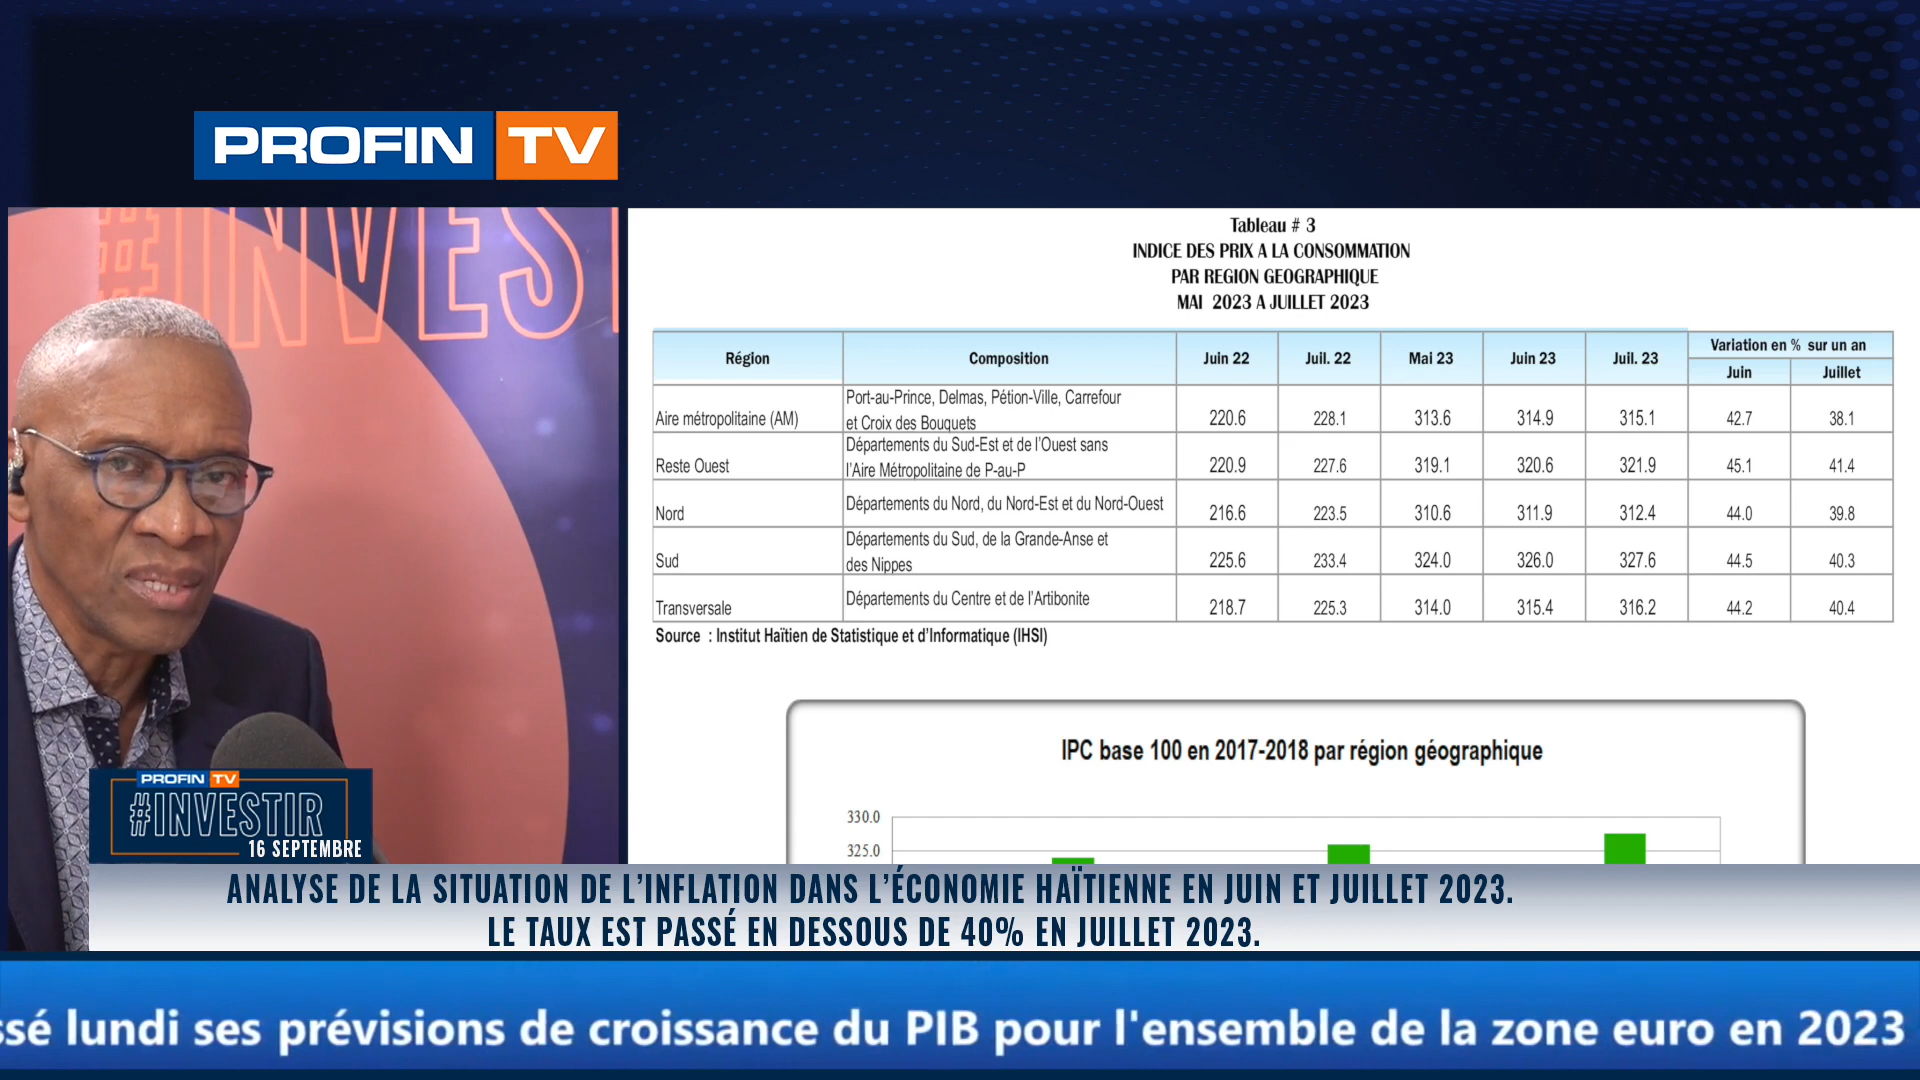 PROFIN TV
#INVEST
Tableau # 3
INDICE DES PRIX A LA CONSOMMATION
PAR REGION GEOGRAPHIQUE
MAI 2023 A JUILLET 2023
Région Composition Juin 22 Juil. 22 Mai 23 Juin 23 Juil. 23 Variation en % sur un an
Juin Juillet
Port-au-Prince, Delmas, Pétion-Ville, Carrefour
Aire métropolitaine (AM) et Croix des Bouquets 220.6 228.1 313.6 314.9 315.1 42.7 38.1
Départements du Sud-Est et de l'Ouest sans
Reste Ouest l'Aire Métropolitaine de P-au-P 220.9 227.6 319.1 320.6 321.9 45.1 41.4
Nord Départements du Nord, du Nord-Est et du Nord-Ouest 216.6 223.5 310.6 311.9 312.4 44.0 39.8
Départements du Sud, de la Grande-Anse et
Sud des Nippes 225.6 233.4 324.0 326.0 327.6 44.5 40.3
Transversale Départements du Centre et de l'Artibonite 218.7 225.3 314.0 315.4 316.2 44.2 40.4
Source : Institut Haïtien de Statistique et d'Informatique (IHSI)
IPC base 100 en 2017-2018 par région géographique
330.0
325.0
PROFIN TV
#INVESTIR
16 SEPTEMBRE
ANALYSE DE LA SITUATION DE L'INFLATION DANS L'ÉCONOMIE HAÏTIENNE EN JUIN ET JUILLET 2023.
LE TAUX EST PASSÉ EN DESSOUS DE 40% EN JUILLET 2023.
ssé lundi ses prévisions de croissance du PIB pour l'ensemble de la zone euro en 2023